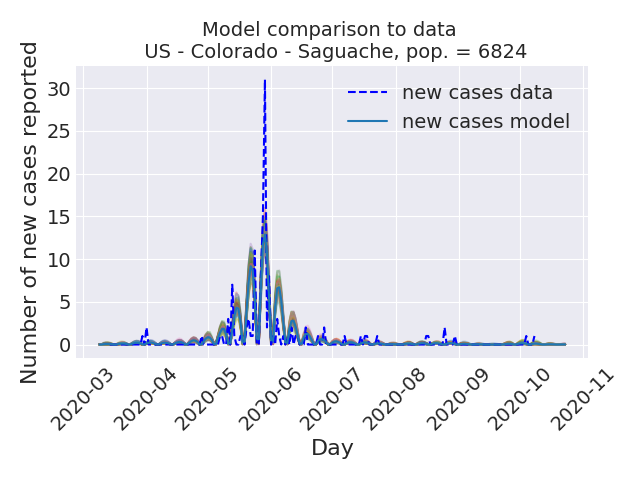 Model comparison to data
US - Colorado - Saguache, pop. = 6824
Number of new cases reported
30
25
20
15
10
5
0
new cases data
new cases model
2020-03
2020-04
2020-05
2020-06
2020-07
2020-08
2020-09
2020-10
2020-11
Day